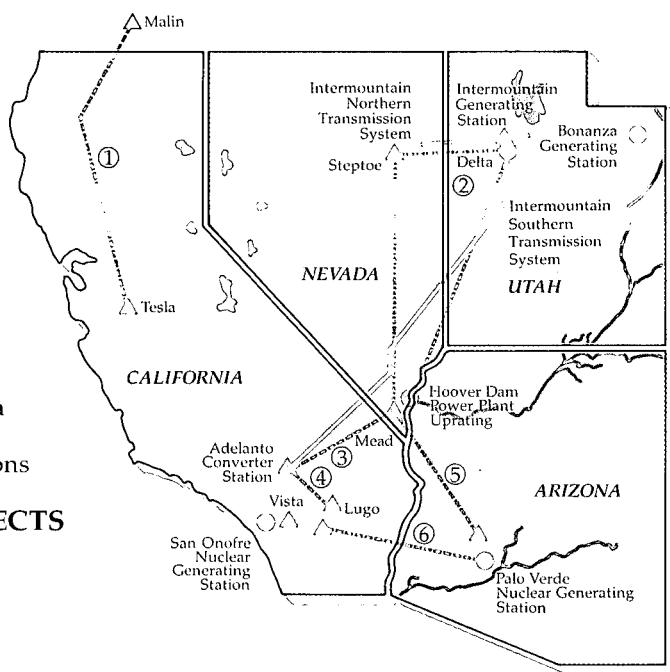 Malin
Intermountain
Northern
Transmission
System
Steptoe
Intermountain
Generating
Station
Delta
Bonanza
Generating
Station
①
②
Intermountain
Southern
Transmission
System
NEVADA
UTAH
Tesla
CALIFORNIA
Hoover Dam
Power Plant
Uprating
Adelanto
Converter
Station
③
Mead
④
⑤
ARIZONA
Vista
Lugo
⑥
San Onofre
Nuclear
Generating
Station
Palo Verde
Nuclear Generating
Station